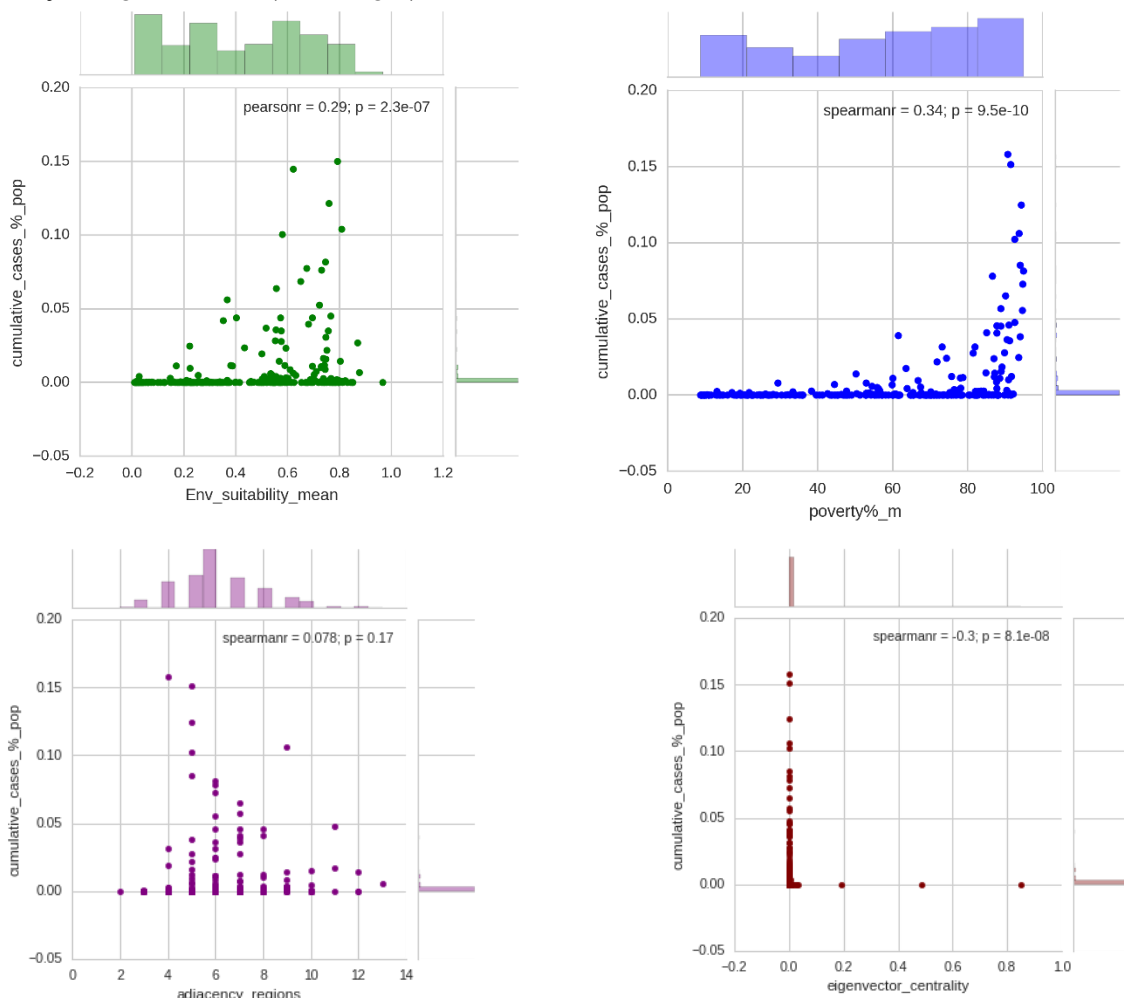 0.20
0.15
0.10
0.05
0.00
−0.05
cumulative_cases_%_pop
pearsonr = 0.29; p = 2.3e-07
−0.2 0.0 0.2 0.4 0.6 0.8 1.0 1.2
Env_suitability_mean
0.20
0.15
0.10
0.05
0.00
−0.05
cumulative_cases_%_pop
spearmanr = 0.34; p = 9.5e-10
0 20 40 60 80 100
poverty%_m
0.20
0.15
0.10
0.05
0.00
−0.05
cumulative_cases_%_pop
spearmanr = 0.078; p = 0.17
0 2 4 6 8 10 12 14
adjacency_regions
0.20
0.15
0.10
0.05
0.00
−0.05
cumulative_cases_%_pop
spearmanr = -0.3; p = 8.1e-08
−0.2 0.0 0.2 0.4 0.6 0.8 1.0
eigenvector_centrality